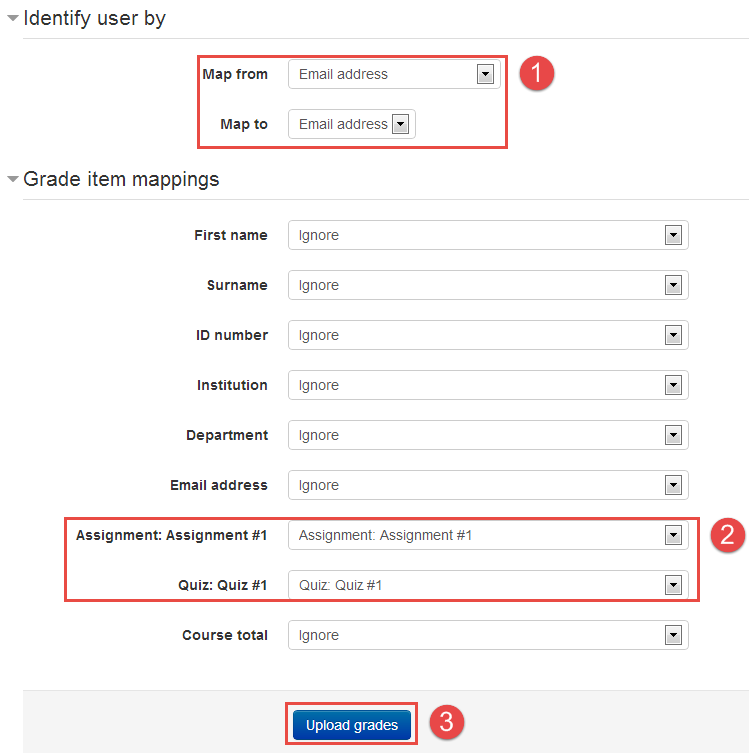 Identify user by
Map from Email address 1
Map to Email address
Grade item mappings
First name Ignore
Surname Ignore
ID number Ignore
Institution Ignore
Department Ignore
Email address Ignore
Assignment: Assignment #1 Assignment: Assignment #1 2
Quiz: Quiz #1 Quiz: Quiz #1
Course total Ignore
Upload grades 3